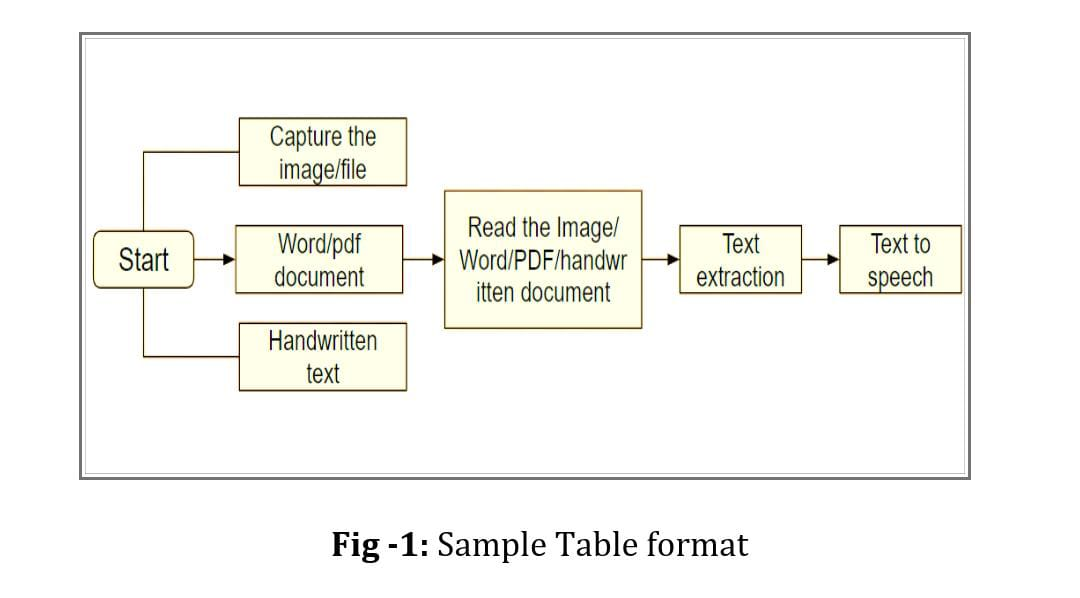 Capture the
image/file
Start
Word/pdf
document
Handwritten
text
Read the Image/
Word/PDF/handwr
itten document
Text
extraction
Text to
speech
Fig -1: Sample Table format